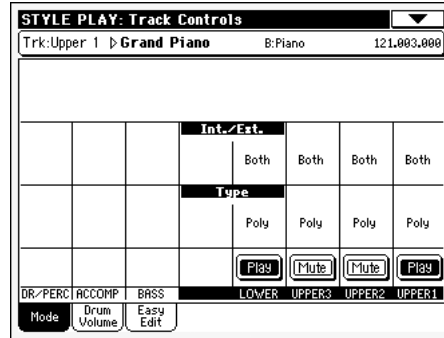 STYLE PLAY: Track Controls
Trk:Upper 1 Grand Piano B:Piano 121.003.000
Int./Ext.
Both Both Both Both
Type
Poly Poly Poly Poly
Play Mute Mute Play
DR/PERC ACCOMP BASS LOWER UPPER3 UPPER2 UPPER1
Mode Drum Volume Easy Edit